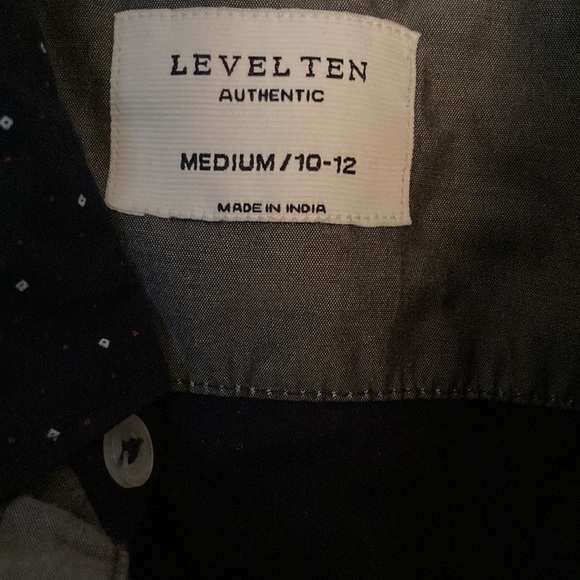 LEVEL TEN
AUTHENTIC
MEDIUM/10-12
MADE IN INDIA